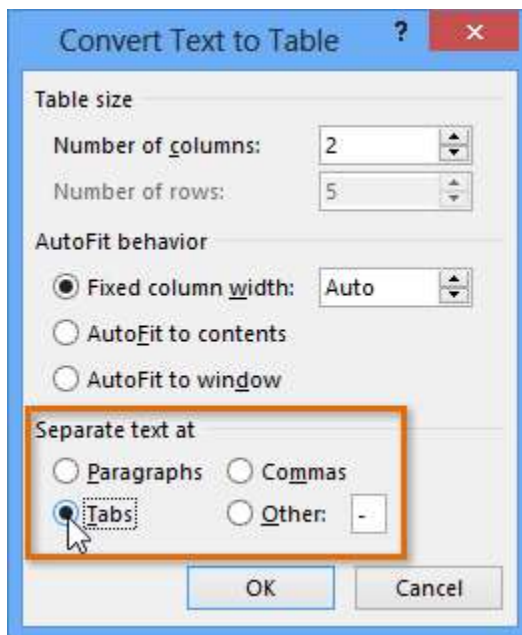 Convert Text to Table ? ×
Table size
Number of columns: 2
Number of rows: 5
AutoFit behavior
Fixed column width: Auto
AutoFit to contents
AutoFit to window
Separate text at
Paragraphs Commas
Tabs Other: -
OK Cancel